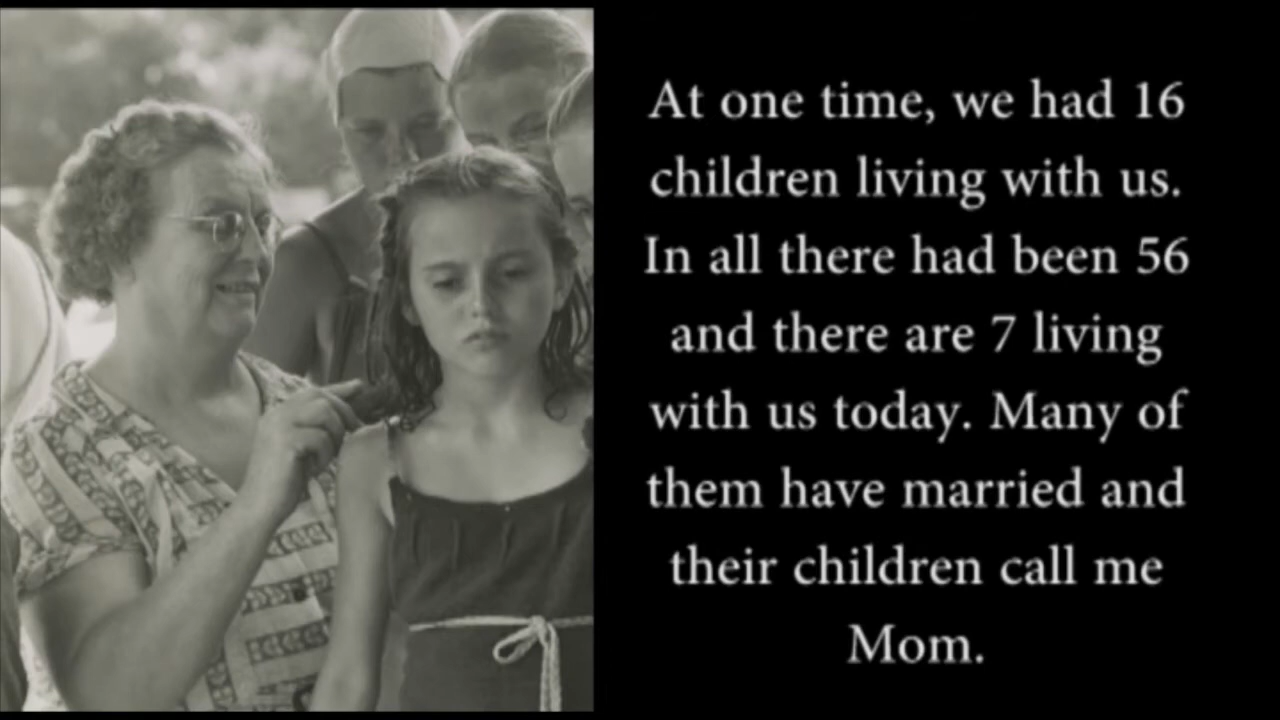 At one time, we had 16
children living with us.
In all there had been 56
and there are 7 living
with us today. Many of
them have married and
their children call me
Mom.